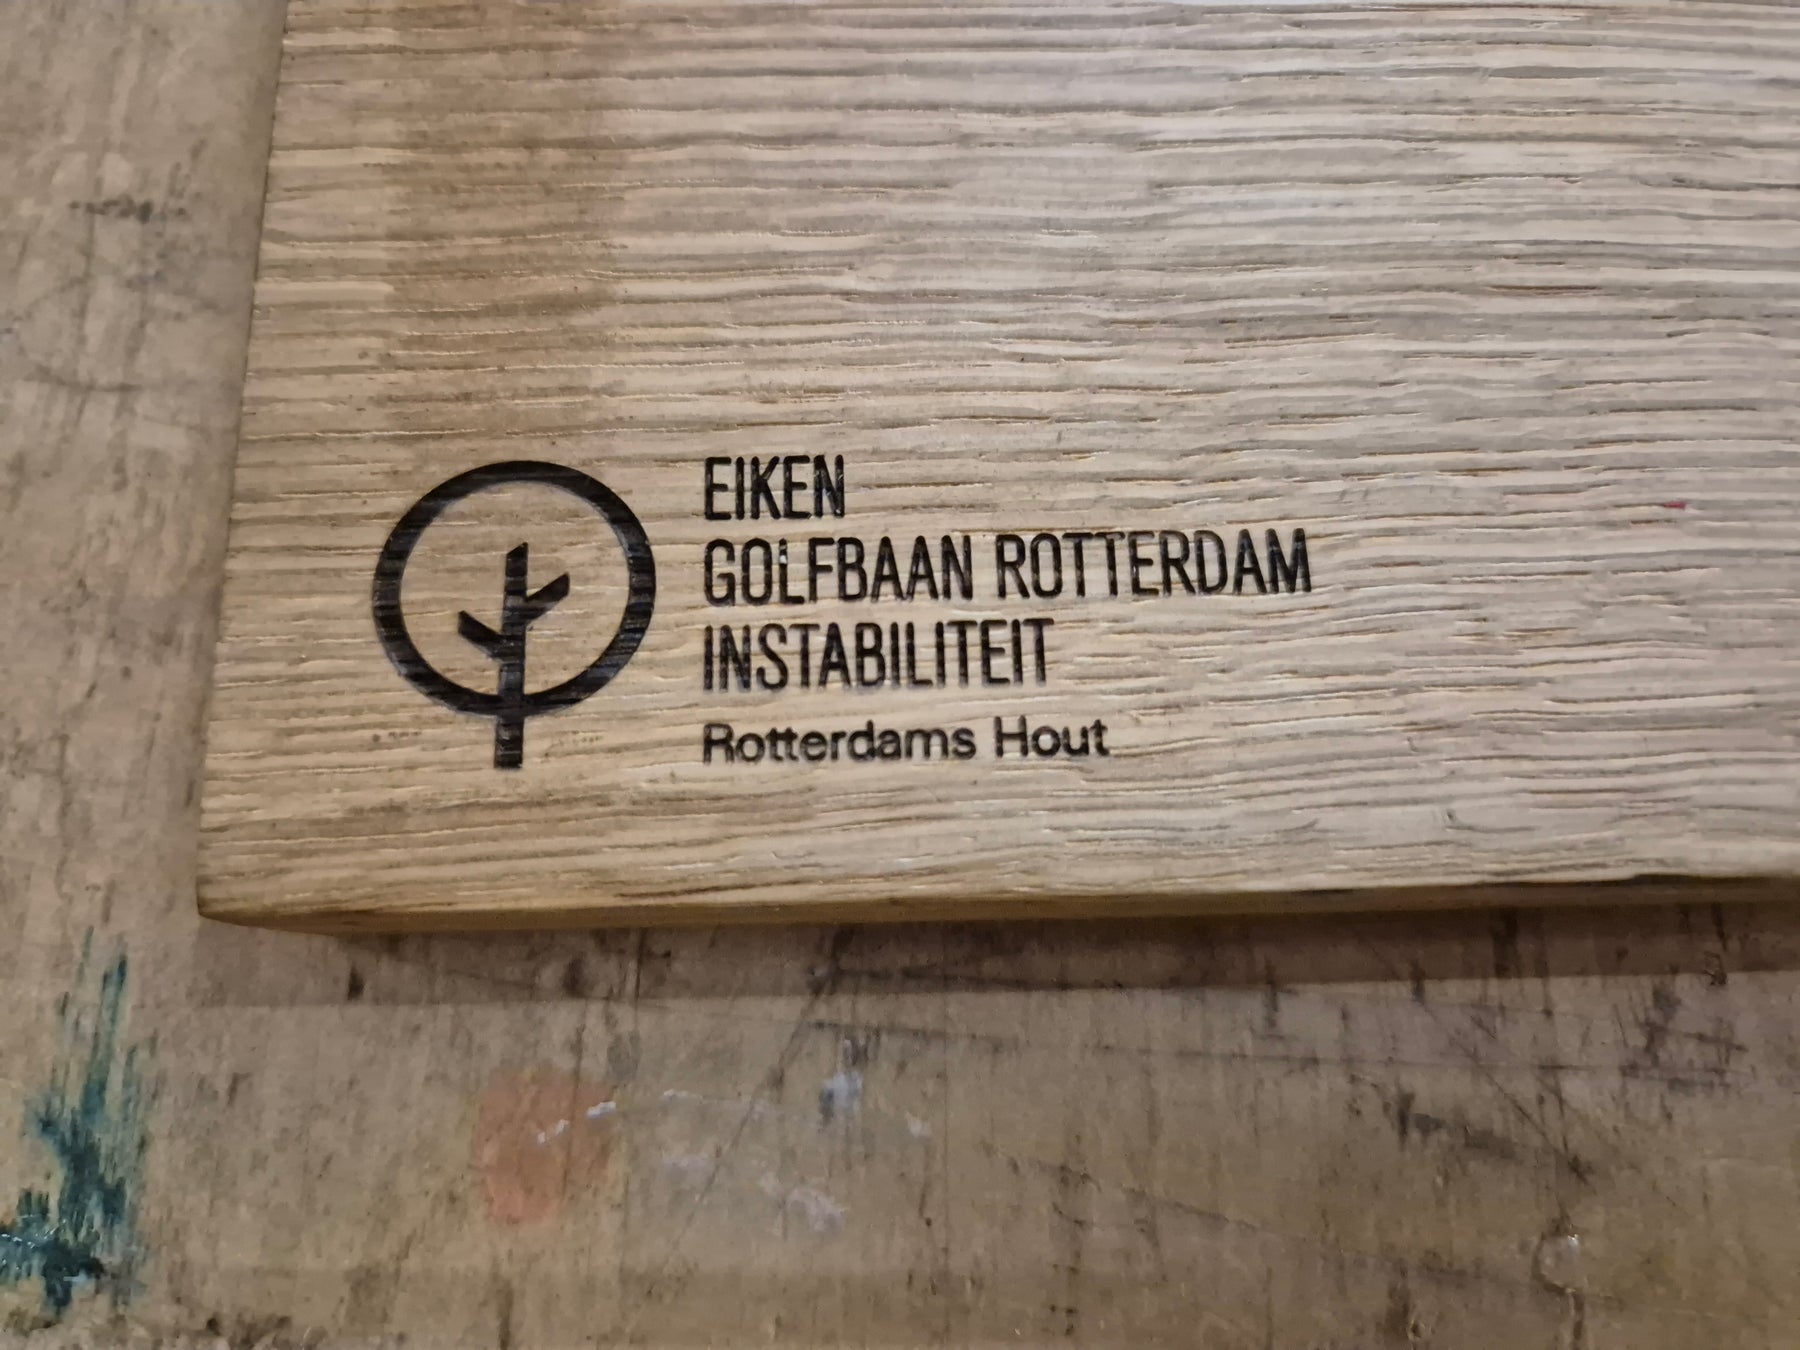 EIKEN
GOLFBAAN ROTTERDAM
INSTABILITEIT
Rotterdams Hout